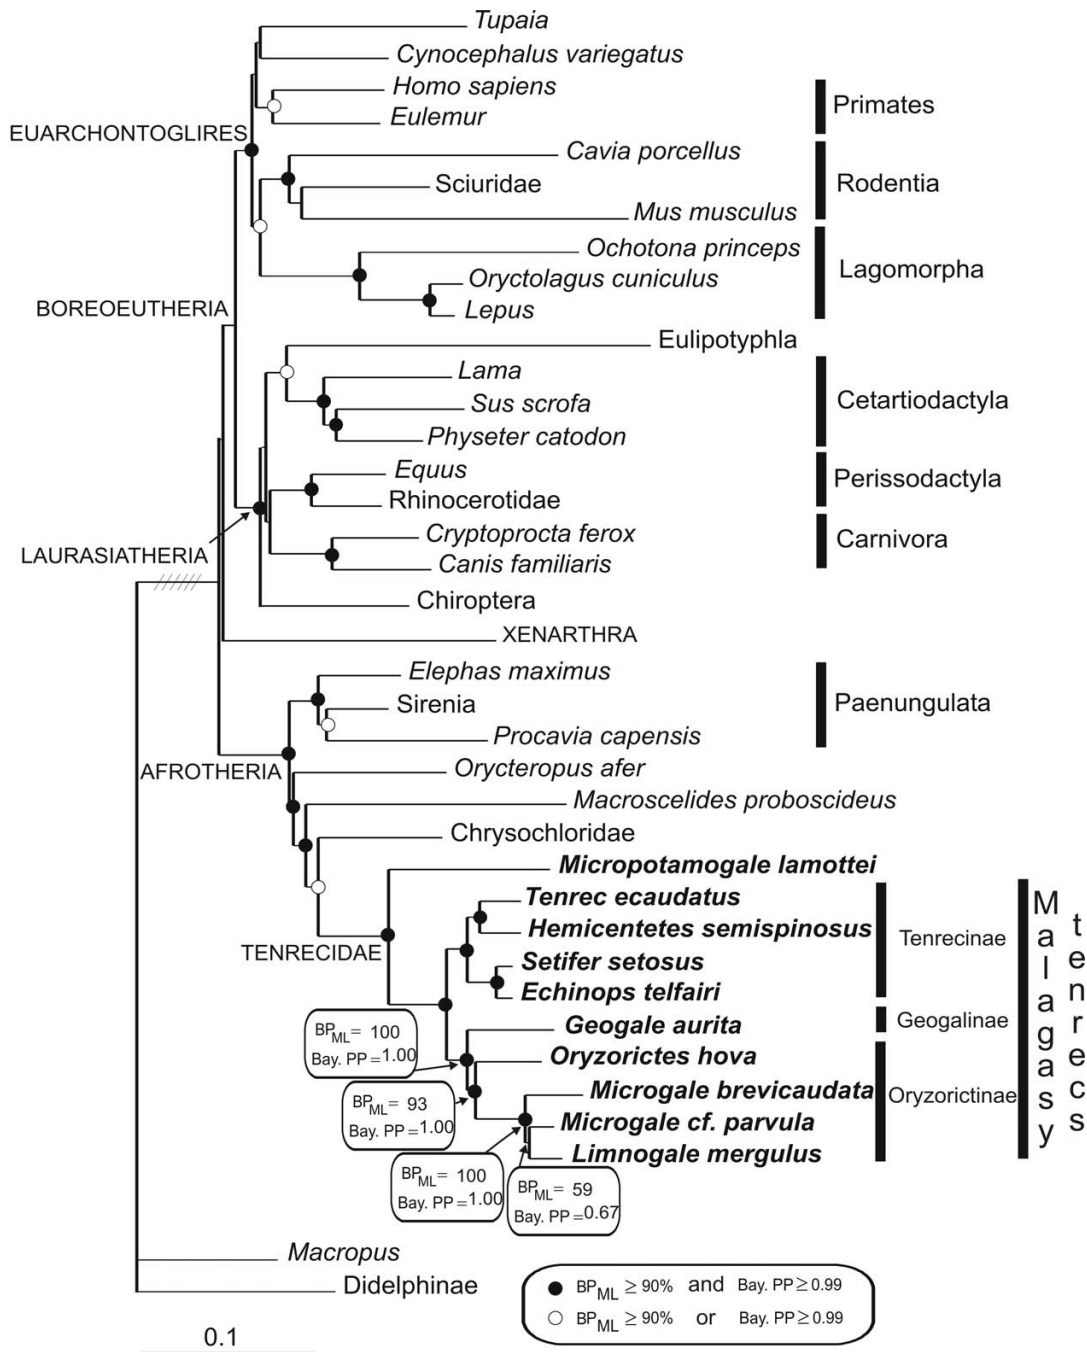 Tupaia
Cynocephalus variegatus
Homo sapiens
Primates
Eulemur
EUARCHONTOGLIRES
Cavia porcellus
Sciuridae
Rodentia
Mus musculus
Ochotona princeps
Oryctolagus cuniculus
Lagomorpha
Lepus
BOREOEUTHERIA
Eulipotyphla
Lama
Sus scrofa
Cetartiodactyla
Physeter catodon
Equus
Perissodactyla
Rhinocerotidae
Cryptoprocta ferox
Carnivora
LAURASIATHERIA
Canis familiaris
Chiroptera
XENARTHRA
Elephas maximus
Sirenia
Paenungulata
Procavia capensis
AFROTHERIA
Orycteropus afer
Macroscelides proboscideus
Chrysochloridae
Micropotamogale lamottei
Tenrec ecaudatus
Hemicentetes semispinosus
Tenrecinae
TENRECIDAE
Setifer setosus
Echinops telfairi
Malagasy
tenrecs
Geogale aurita
Geogalinae
BPML = 100
Bay. PP = 1.00
Oryzorictes hova
Microgale brevicaudata
Oryzorictinae
BPML = 93
Bay. PP = 1.00
Microgale cf. parvula
Limnogale mergulus
BPML = 100
Bay. PP = 1.00
BPML = 59
Bay. PP = 0.67
Macropus
Didelphinae
BPML ≥ 90% and Bay. PP ≥ 0.99
BPML ≥ 90% or Bay. PP ≥ 0.99
0.1